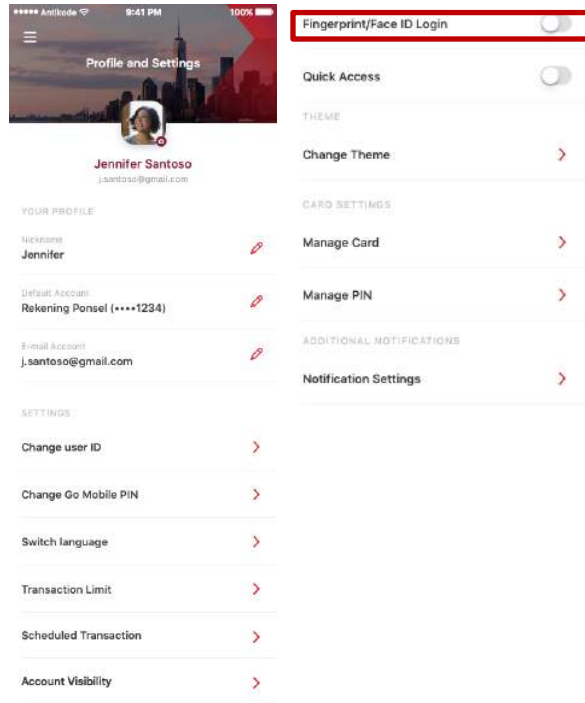 Antikode
9:41 PM
100%
Profile and Settings
Jennifer Santoso
j.santoso@gmail.com
YOUR PROFILE
Nickname
Jennifer
Default Account
Rekening Ponsel (••••1234)
E-mail Account
j.santoso@gmail.com
SETTINGS
Change user ID
Change Go Mobile PIN
Switch language
Transaction Limit
Scheduled Transaction
Account Visibility
Fingerprint/Face ID Login
Quick Access
THEME
Change Theme
CARD SETTINGS
Manage Card
Manage PIN
ADDITIONAL NOTIFICATIONS
Notification Settings